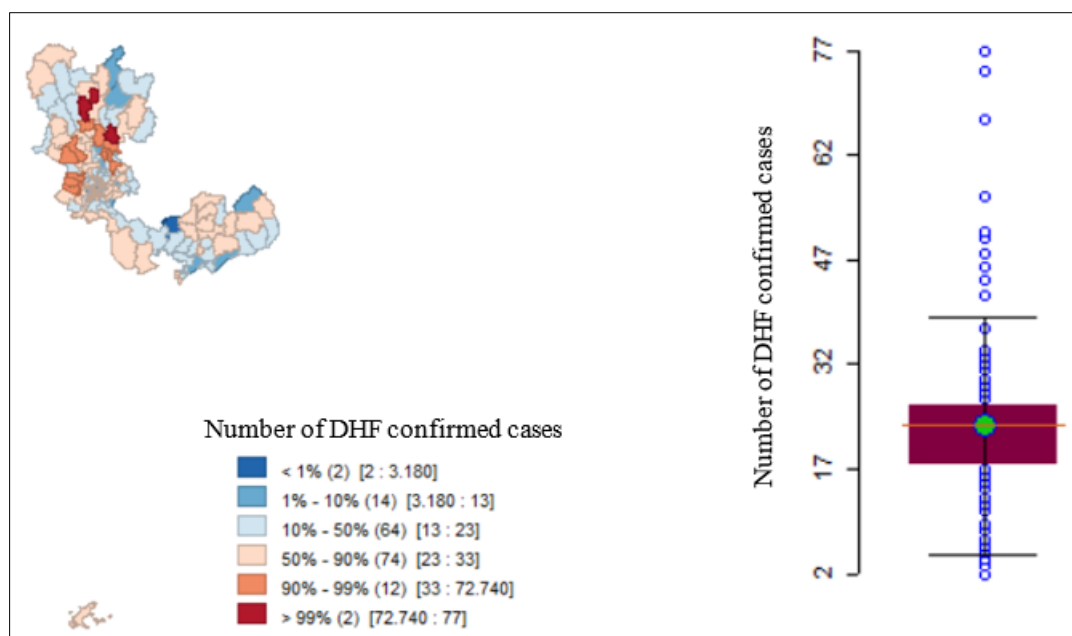 Number of DHF confirmed cases
< 1% (2) [2 : 3.180]
1% - 10% (14) [3.180 : 13]
10% - 50% (64) [13 : 23]
50% - 90% (74) [23 : 33]
90% - 99% (12) [33 : 72.740]
> 99% (2) [72.740 : 77]
Number of DHF confirmed cases
77
62
47
32
17
2